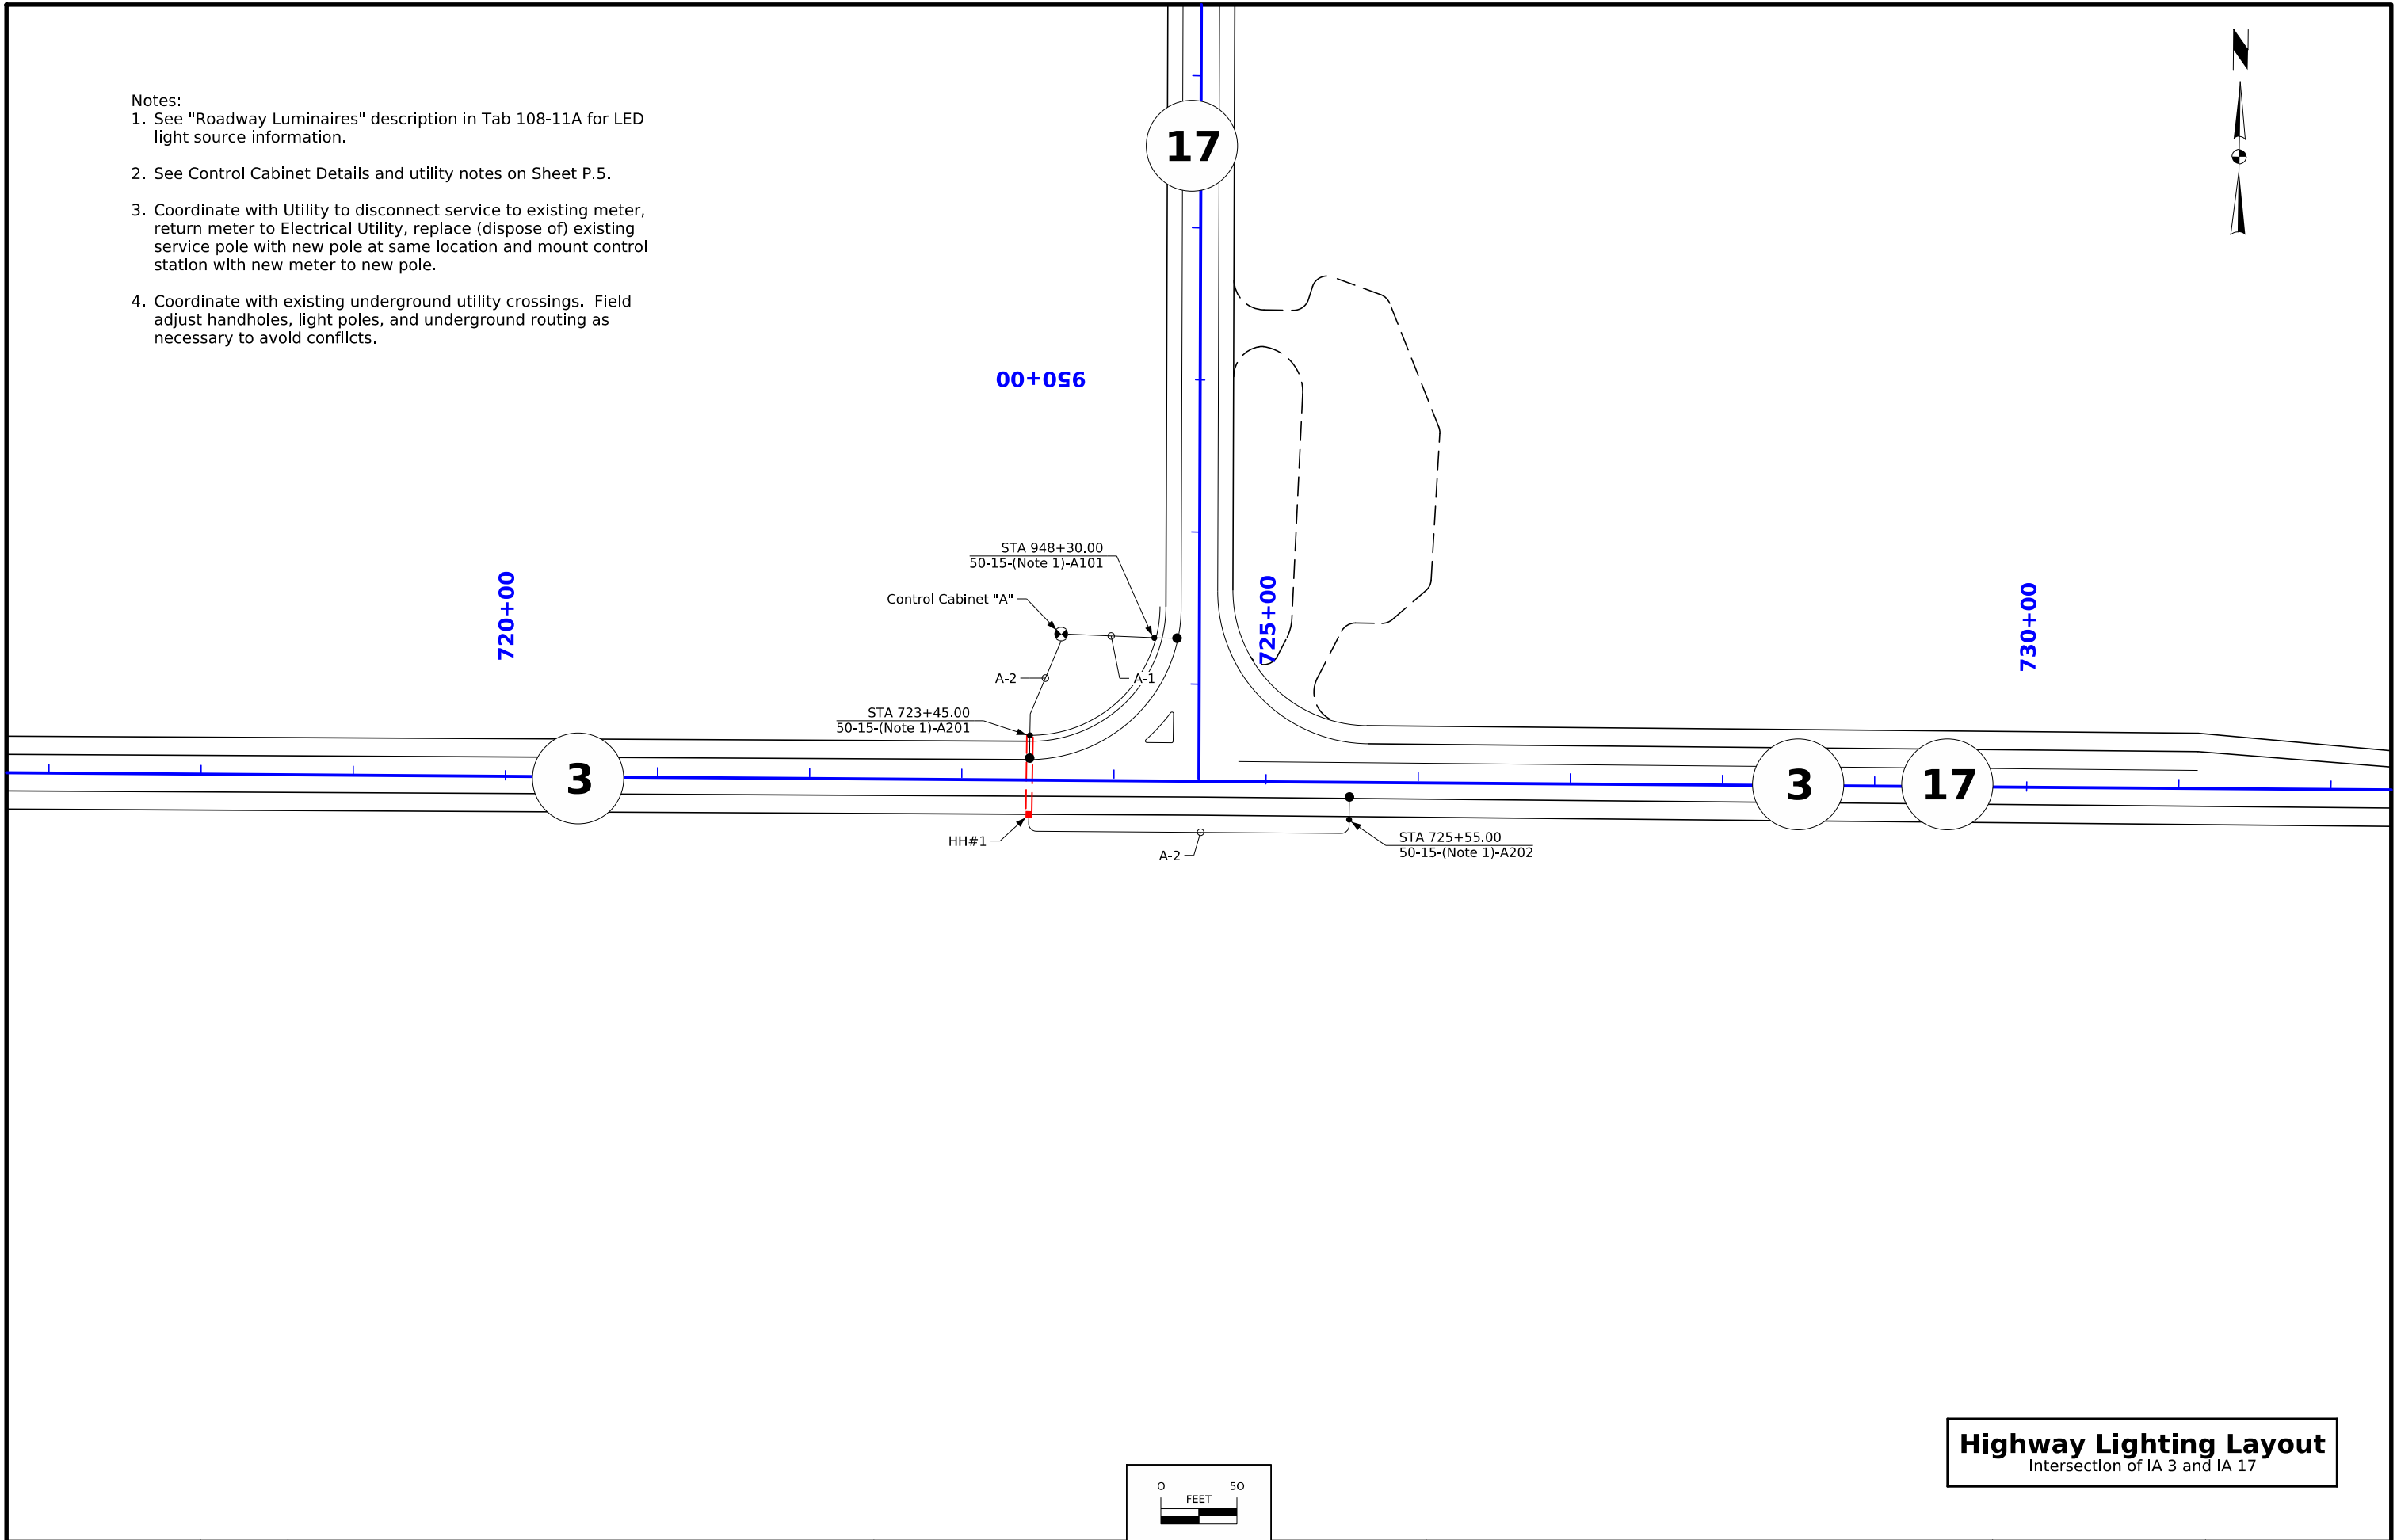 N
17
Notes:
1. See "Roadway Luminaires" description in Tab 108-11A for LED
light source information.
2. See Control Cabinet Details and utility notes on Sheet P.5.
3. Coordinate with Utility to disconnect service to existing meter,
return meter to Electrical Utility, replace (dispose of) existing
service pole with new pole at same location and mount control
station with new meter to new pole.
4. Coordinate with existing underground utility crossings. Field
adjust handholes, light poles, and underground routing as
necessary to avoid conflicts.
950+00
STA 948+30.00
50-15-(Note 1)-A101
Control Cabinet "A"
720+00
725+00
730+00
A-2
A-1
STA 723+45.00
50-15-(Note 1)-A201
3
3
17
HH#1
A-2
STA 725+55.00
50-15-(Note 1)-A202
Highway Lighting Layout
Intersection of IA 3 and IA 17
0 50
FEET